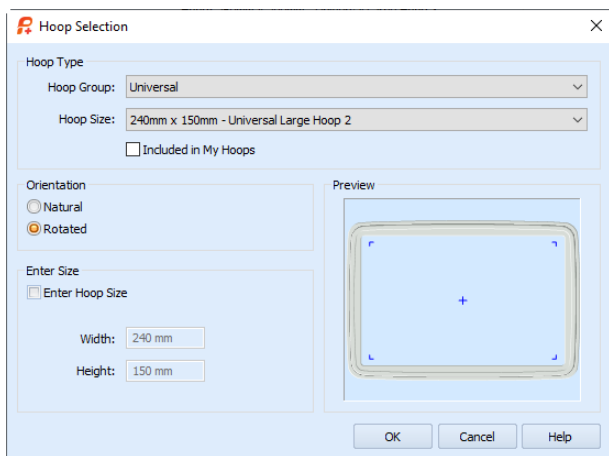 Hoop Selection
Hoop Type
Hoop Group: Universal
Hoop Size: 240mm x 150mm - Universal Large Hoop 2
Included in My Hoops
Orientation
Natural
Rotated
Enter Size
Enter Hoop Size
Width: 240 mm
Height: 150 mm
Preview
OK Cancel Help